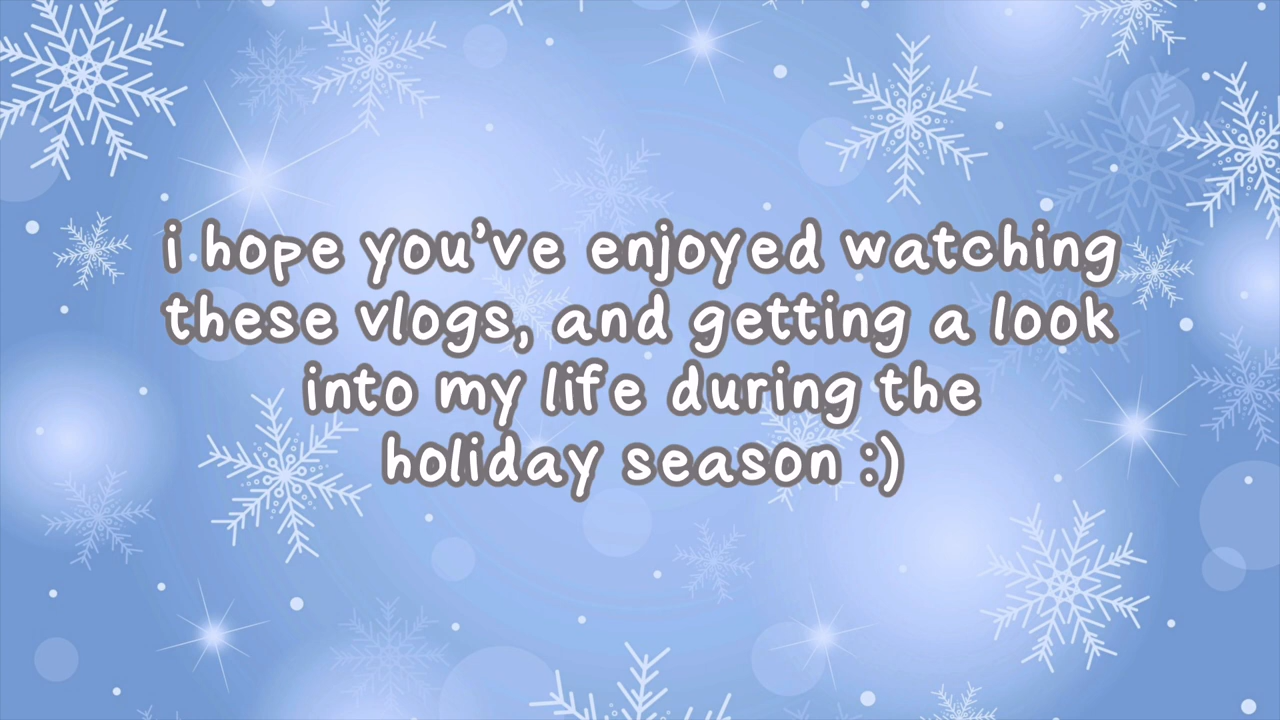 i hope you've enjoyed watching
these vlogs, and getting a look
into my life during the
holiday season :)